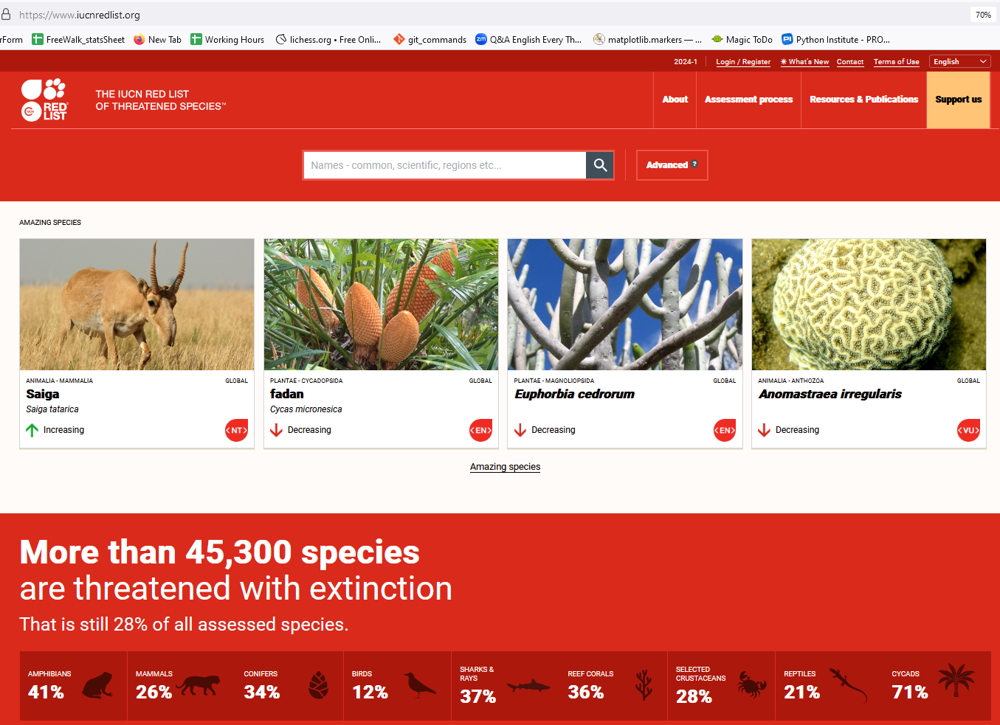 https://www.iucnredlist.org
70%
rForm
FreeWalk_statsSheet
New Tab
Working Hours
lichess.org • Free Onli...
git_commands
zm
Q&A English Every Th...
matplotlib.markers — ...
Magic ToDo
PI
Python Institute - PRO...
2024-1
Login / Register
What's New
Contact
Terms of Use
English
IUCN
RED
LIST
THE IUCN RED LIST
OF THREATENED SPECIES™
About
Assessment process
Resources & Publications
Support us
Names - common, scientific, regions etc...
Advanced ?
AMAZING SPECIES
ANIMALIA - MAMMALIA
GLOBAL
Saiga
Saiga tatarica
Increasing
<NT>
PLANTAE - CYCADOPSIDA
GLOBAL
fadan
Cycas micronesica
Decreasing
<EN>
PLANTAE - MAGNOLIOPSIDA
GLOBAL
Euphorbia cedrorum
Decreasing
<EN>
ANIMALIA - ANTHOZOA
GLOBAL
Anomastraea irregularis
Decreasing
<VU>
Amazing species
More than 45,300 species
are threatened with extinction
That is still 28% of all assessed species.
AMPHIBIANS
41%
MAMMALS
26%
CONIFERS
34%
BIRDS
12%
SHARKS &
RAYS
37%
REEF CORALS
36%
SELECTED
CRUSTACEANS
28%
REPTILES
21%
CYCADS
71%